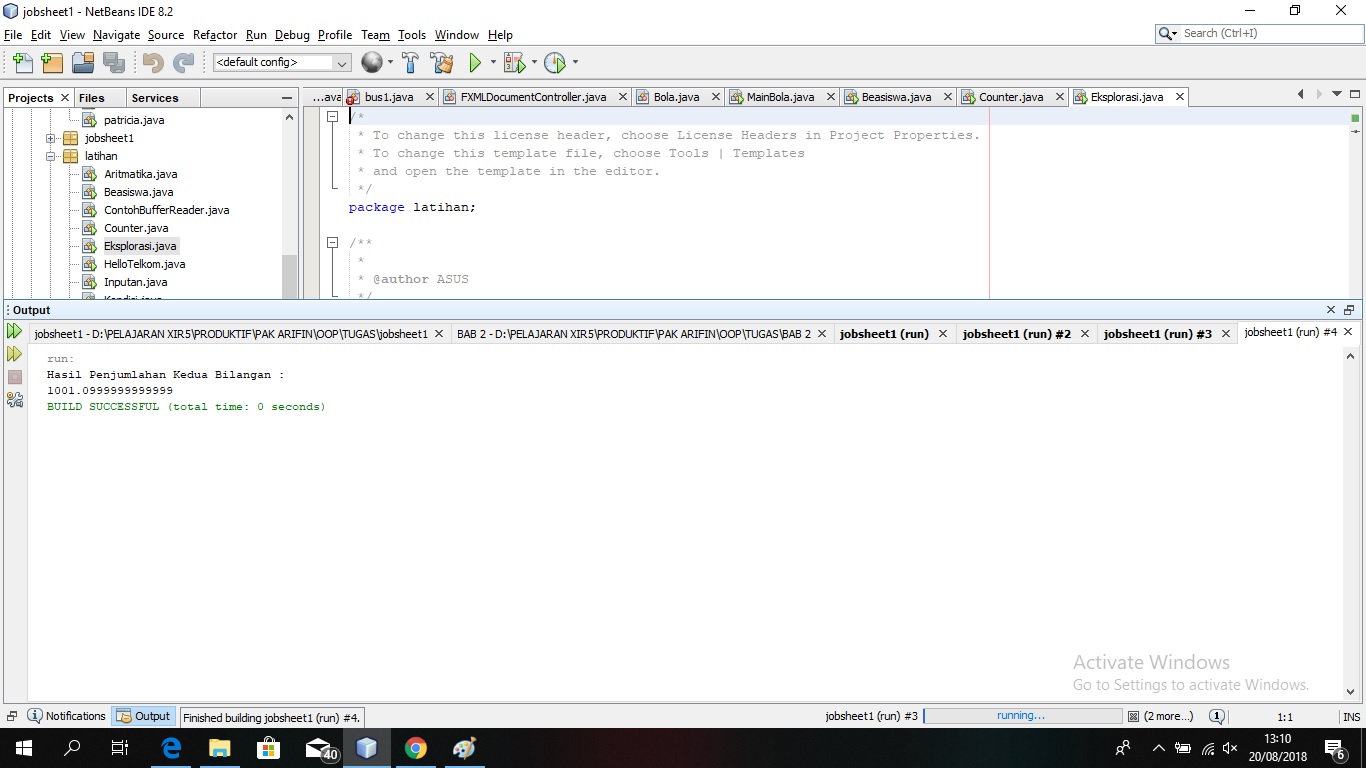 jobsheet1 - NetBeans IDE 8.2
File Edit View Navigate Source Refactor Run Debug Profile Team Tools Window Help
Search (Ctrl+I)
<default config>
Projects Files Services
...ava bus1.java FXMLDocumentController.java Bola.java MainBola.java Beasiswa.java Counter.java Eksplorasi.java
patricia.java
jobsheet1
latihan
Aritmatika.java
Beasiswa.java
ContohBufferReader.java
Counter.java
Eksplorasi.java
HelloTelkom.java
Inputan.java
Kondisi.java
/*
* To change this license header, choose License Headers in Project Properties.
* To change this template file, choose Tools | Templates
* and open the template in the editor.
*/
package latihan;
/**
*
* @author ASUS
*/
Output
jobsheet1 - D:\PELAJARAN XIR5\PRODUKTIF\PAK ARIFIN\OOP\TUGAS\jobsheet1 BAB 2 - D:\PELAJARAN XIR5\PRODUKTIF\PAK ARIFIN\OOP\TUGAS\BAB 2 jobsheet1 (run) jobsheet1 (run) #2 jobsheet1 (run) #3 jobsheet1 (run) #4
run:
Hasil Penjumlahan Kedua Bilangan :
1001.0999999999999
BUILD SUCCESSFUL (total time: 0 seconds)
Activate Windows
Go to Settings to activate Windows.
Notifications Output Finished building jobsheet1 (run) #4. jobsheet1 (run) #3 running... (2 more...) 1 1:1 INS
40
13:10
20/08/2018
6